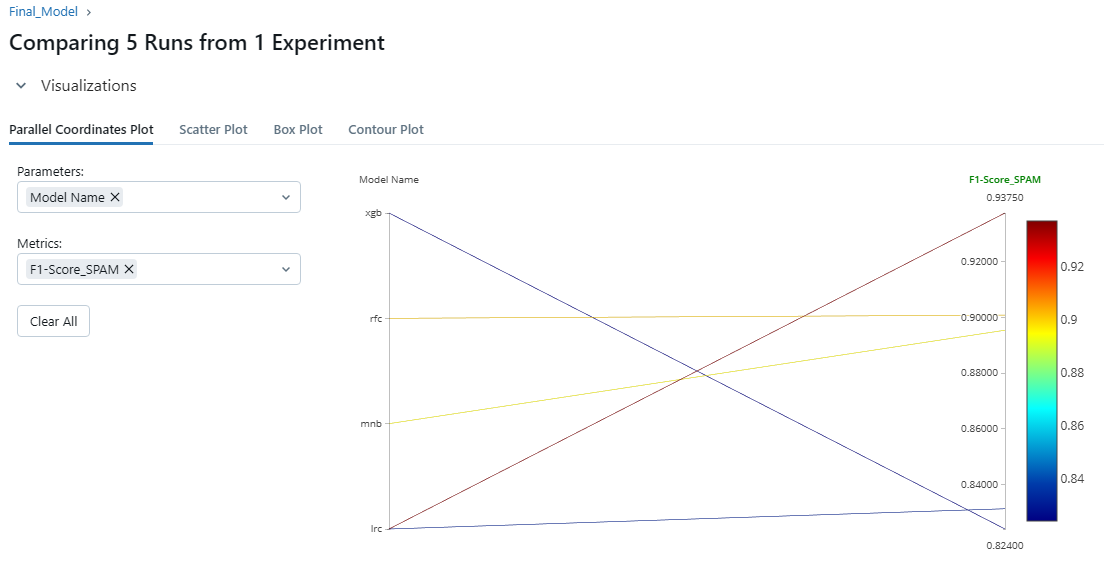 Final_Model >
Comparing 5 Runs from 1 Experiment
Visualizations
Parallel Coordinates Plot Scatter Plot Box Plot Contour Plot
Parameters:
Model Name ×
Metrics:
F1-Score_SPAM ×
Clear All
Model Name
xgb
rfc
mnb
lrc
F1-Score_SPAM
0.93750
0.92000
0.90000
0.88000
0.86000
0.84000
0.82400
0.92
0.9
0.88
0.86
0.84